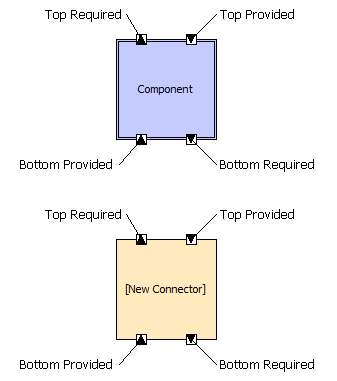 Top Required
Top Provided
Component
Bottom Provided
Bottom Required
Top Required
Top Provided
[New Connector]
Bottom Provided
Bottom Required